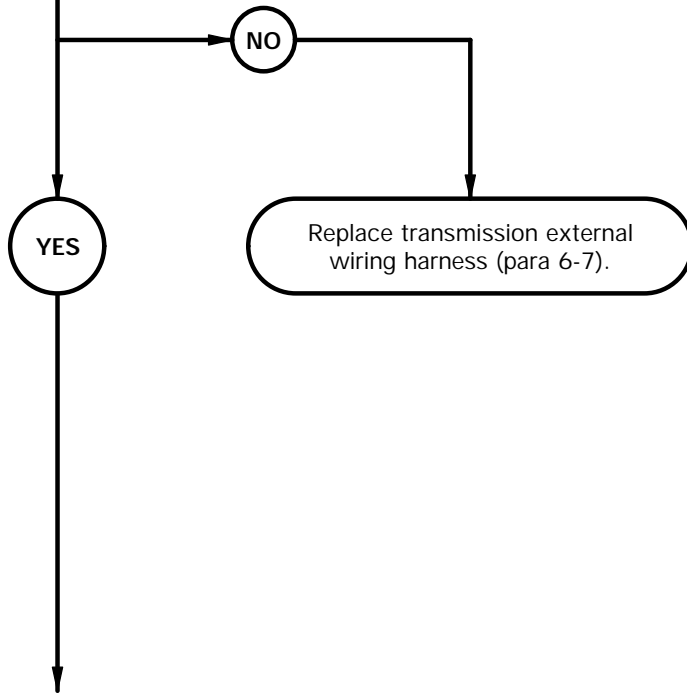 NO
YES
Replace transmission external
wiring harness (para 6-7).